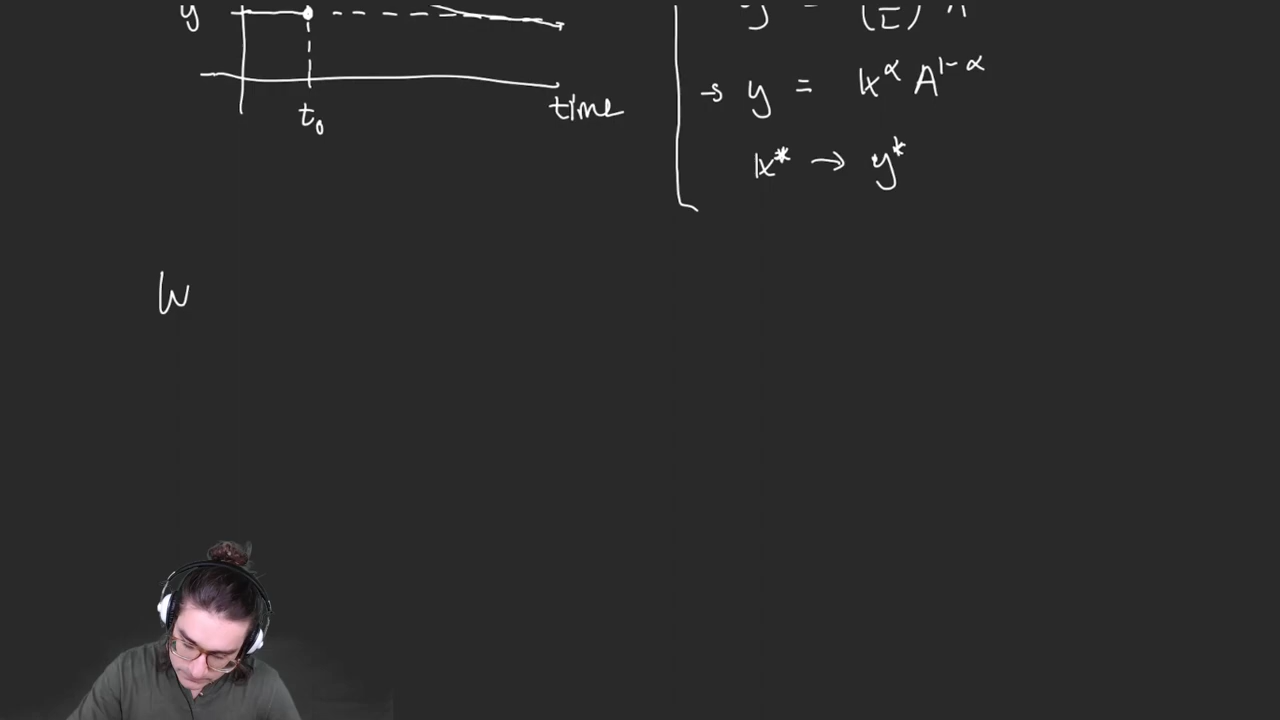 y
t₀
time
→ y = k^α A^{1-α}
k* → y*
W